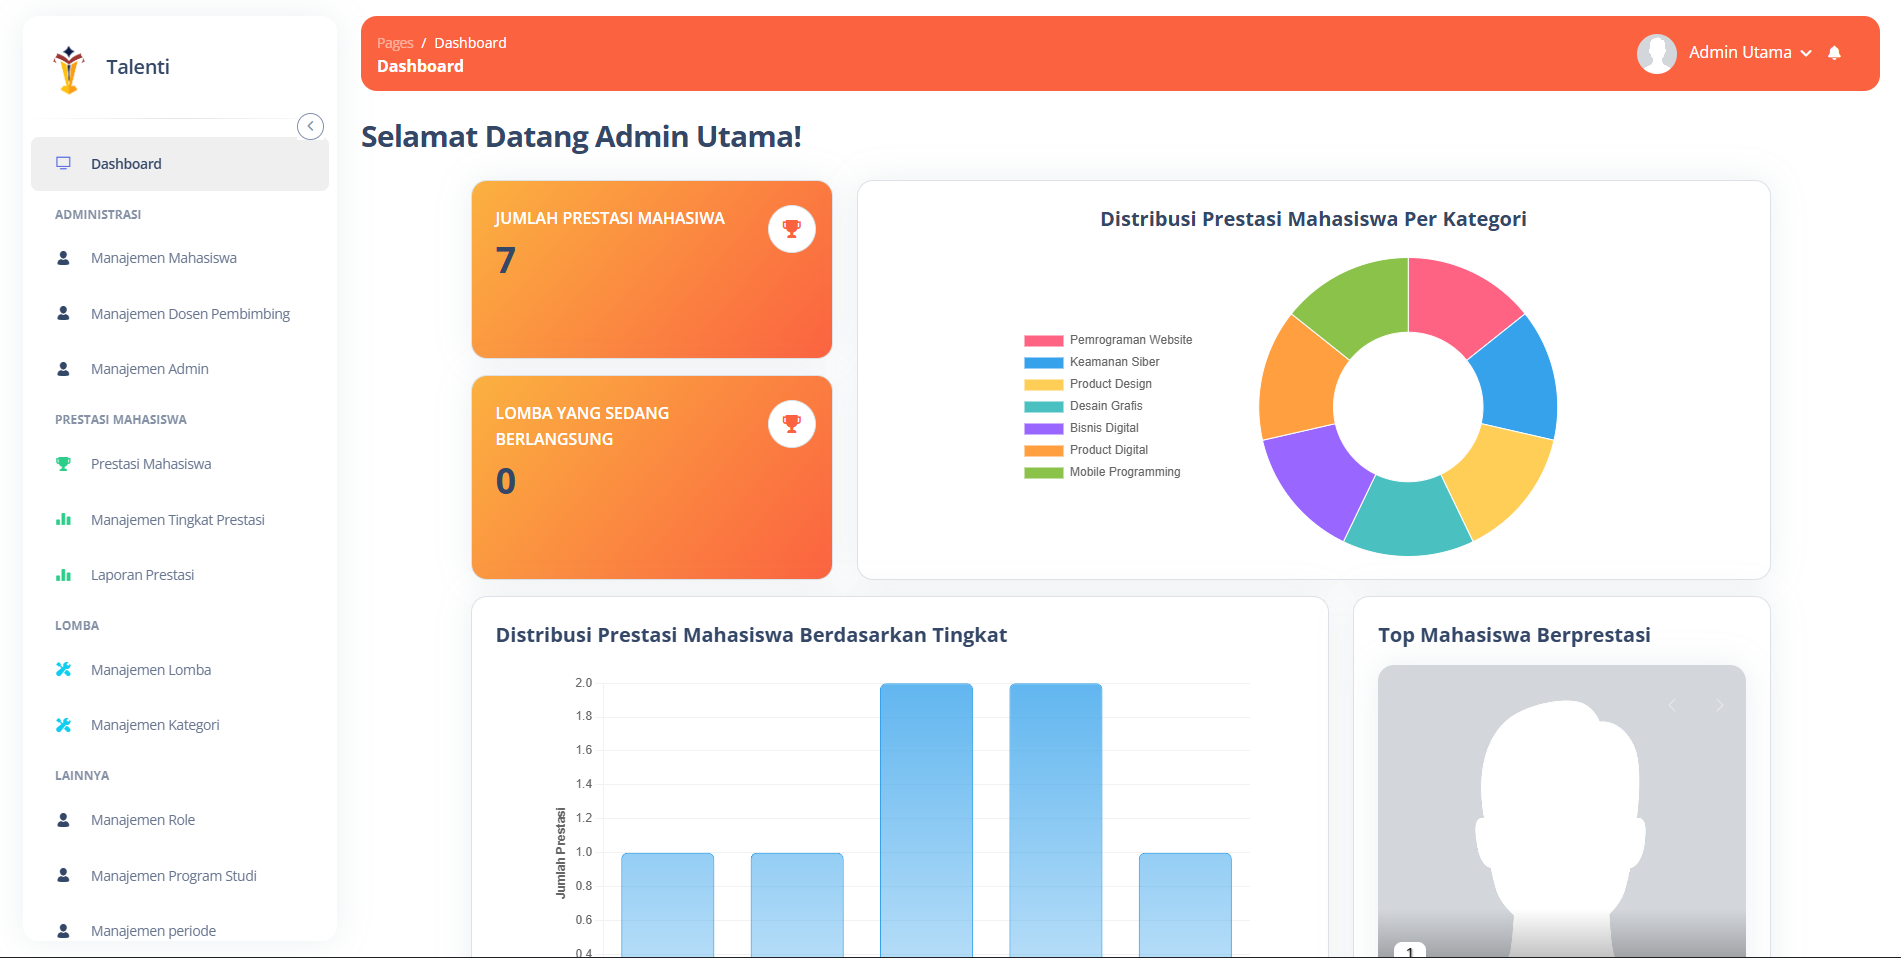 Talenti
Dashboard
ADMINISTRASI
Manajemen Mahasiswa
Manajemen Dosen Pembimbing
Manajemen Admin
PRESTASI MAHASISWA
Prestasi Mahasiswa
Manajemen Tingkat Prestasi
Laporan Prestasi
LOMBA
Manajemen Lomba
Manajemen Kategori
LAINNYA
Manajemen Role
Manajemen Program Studi
Manajemen periode
Pages / Dashboard
Dashboard
Admin Utama
Selamat Datang Admin Utama!
JUMLAH PRESTASI MAHASIWA
7
LOMBA YANG SEDANG
BERLANGSUNG
0
Distribusi Prestasi Mahasiswa Per Kategori
Pemrograman Website
Keamanan Siber
Product Design
Desain Grafis
Bisnis Digital
Product Digital
Mobile Programming
Distribusi Prestasi Mahasiswa Berdasarkan Tingkat
Jumlah Prestasi
2.0
1.8
1.6
1.4
1.2
1.0
0.8
0.6
0.4
Top Mahasiswa Berprestasi
1